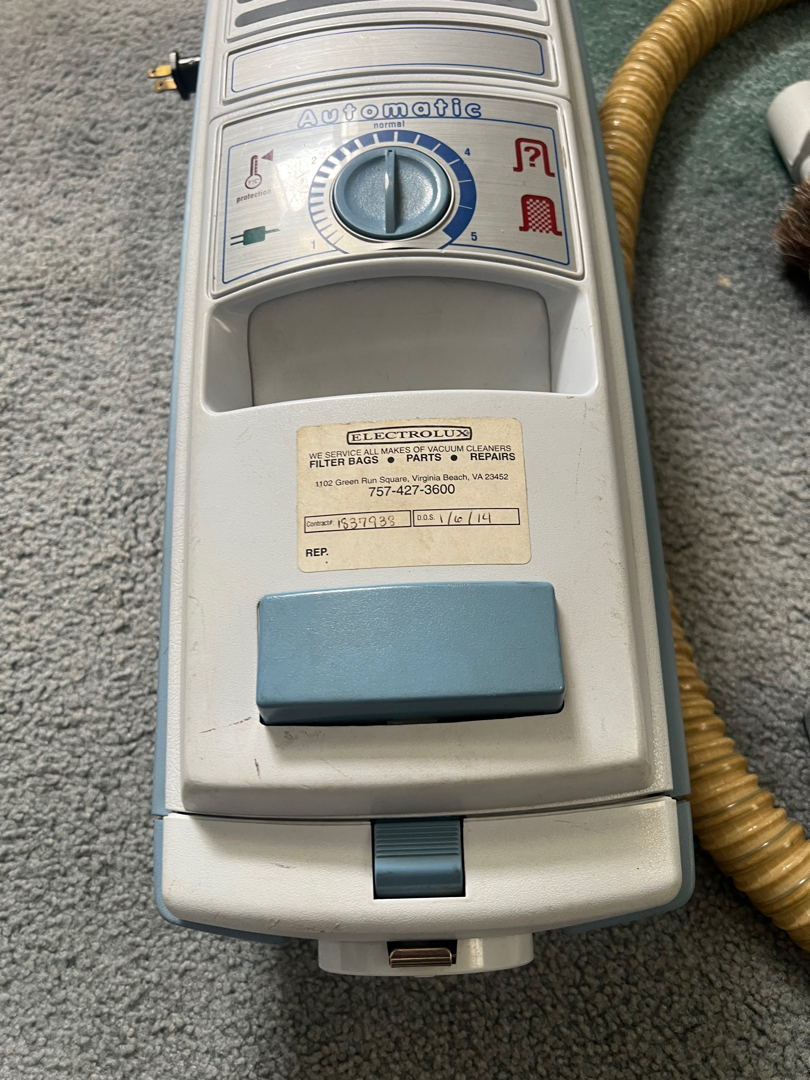 Automatic
normal
2 4
protection
1 5
ELECTROLUX
WE SERVICE ALL MAKES OF VACUUM CLEANERS
FILTER BAGS ● PARTS ● REPAIRS
1102 Green Run Square, Virginia Beach, VA 23452
757-427-3600
Contract#: 1837938 D.O.S. 1/6/14
REP.